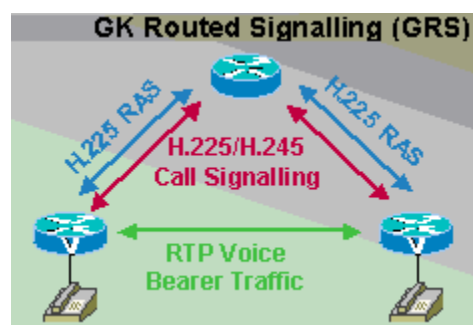 GK Routed Signalling (GRS)
H.225 RAS
H.225 RAS
H.225/H.245
Call Signalling
V
V
RTP Voice
Bearer Traffic